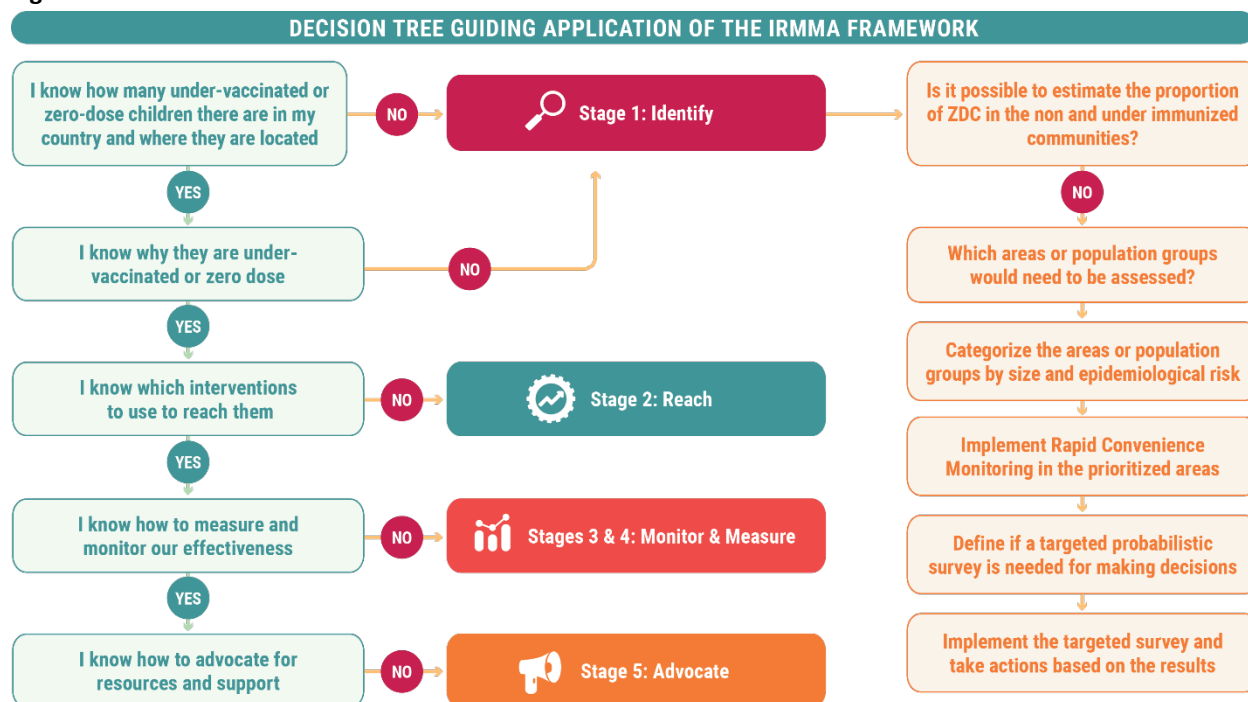 DECISION TREE GUIDING APPLICATION OF THE IRMMA FRAMEWORK
I know how many under-vaccinated or
zero-dose children there are in my
country and where they are located
NO
Stage 1: Identify
Is it possible to estimate the proportion
of ZDC in the non and under immunized
communities?
YES
NO
I know why they are under-
vaccinated or zero dose
NO
Which areas or population groups
would need to be assessed?
YES
Categorize the areas or population
groups by size and epidemiological risk
I know which interventions
to use to reach them
NO
Stage 2: Reach
Implement Rapid Convenience
Monitoring in the prioritized areas
YES
I know how to measure and
monitor our effectiveness
NO
Stages 3 & 4: Monitor & Measure
Define if a targeted probabilistic
survey is needed for making decisions
YES
I know how to advocate for
resources and support
NO
Stage 5: Advocate
Implement the targeted survey and
take actions based on the results